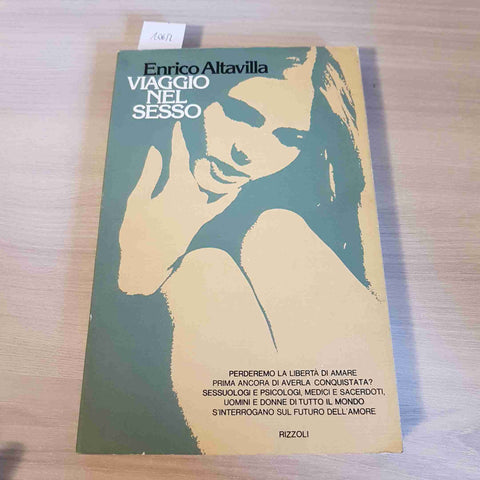 Enrico Altavilla
VIAGGIO
NEL
SESSO
PERDEREMO LA LIBERTÀ DI AMARE
PRIMA ANCORA DI AVERLA CONQUISTATA?
SESSUOLOGI E PSICOLOGI, MEDICI E SACERDOTI,
UOMINI E DONNE DI TUTTO IL MONDO
S'INTERROGANO SUL FUTURO DELL'AMORE
RIZZOLI